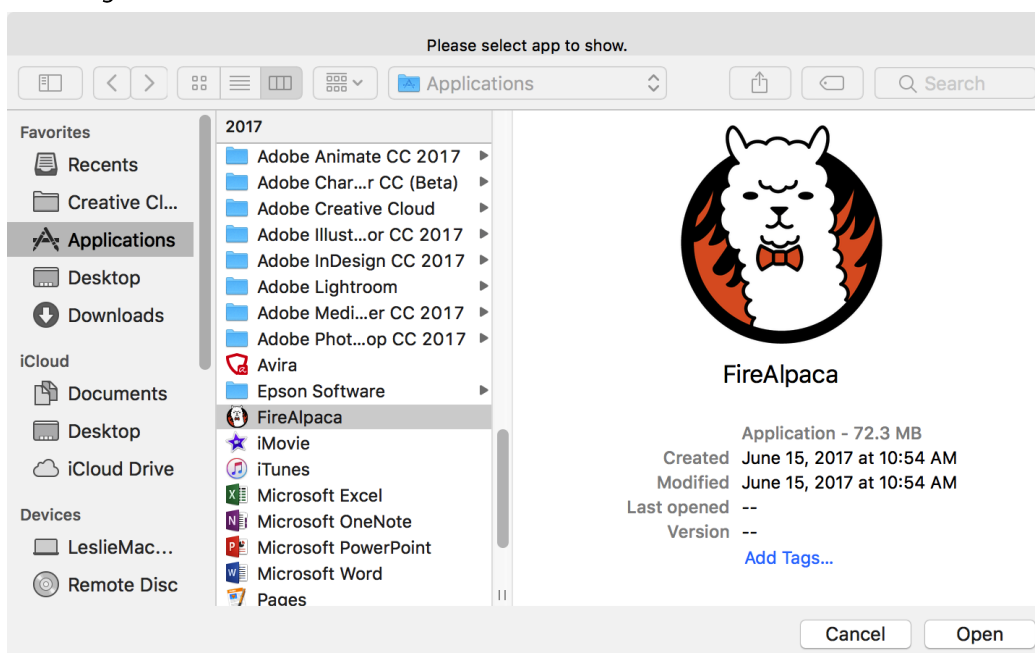 Please select app to show.
Applications
Search
Favorites
Recents
Creative Cl...
Applications
Desktop
Downloads
iCloud
Documents
Desktop
iCloud Drive
Devices
LeslieMac...
Remote Disc
2017
Adobe Animate CC 2017
Adobe Char...r CC (Beta)
Adobe Creative Cloud
Adobe Illust...or CC 2017
Adobe InDesign CC 2017
Adobe Lightroom
Adobe Medi...er CC 2017
Adobe Phot...op CC 2017
Avira
Epson Software
FireAlpaca
iMovie
iTunes
Microsoft Excel
Microsoft OneNote
Microsoft PowerPoint
Microsoft Word
Pages
FireAlpaca
Application - 72.3 MB
Created June 15, 2017 at 10:54 AM
Modified June 15, 2017 at 10:54 AM
Last opened --
Version --
Add Tags...
Cancel
Open